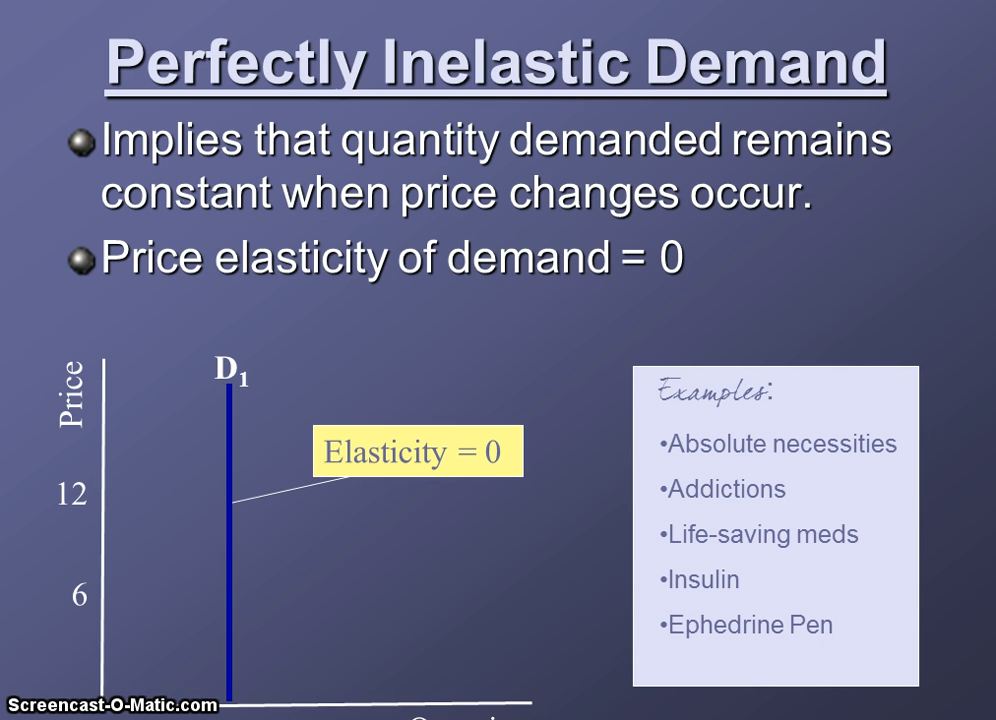 Perfectly Inelastic Demand
Implies that quantity demanded remains
constant when price changes occur.
Price elasticity of demand = 0
Price
12
6
D1
Elasticity = 0
Examples:
•Absolute necessities
•Addictions
•Life-saving meds
•Insulin
•Ephedrine Pen
Screencast-O-Matic.com